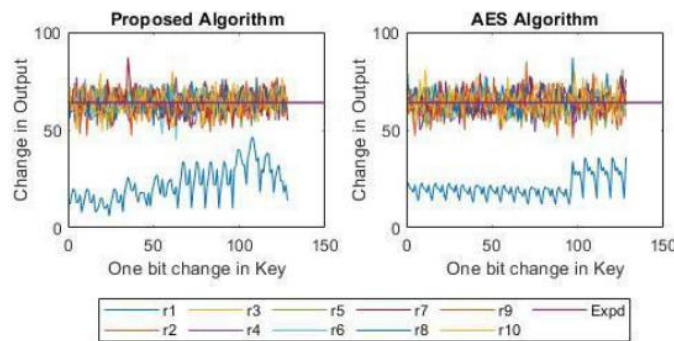 Proposed Algorithm
100
50
0
Change in Output
0 50 100 150
One bit change in Key
AES Algorithm
100
50
0
Change in Output
0 50 100 150
One bit change in Key
r1 r3 r5 r7 r9 Expd
r2 r4 r6 r8 r10